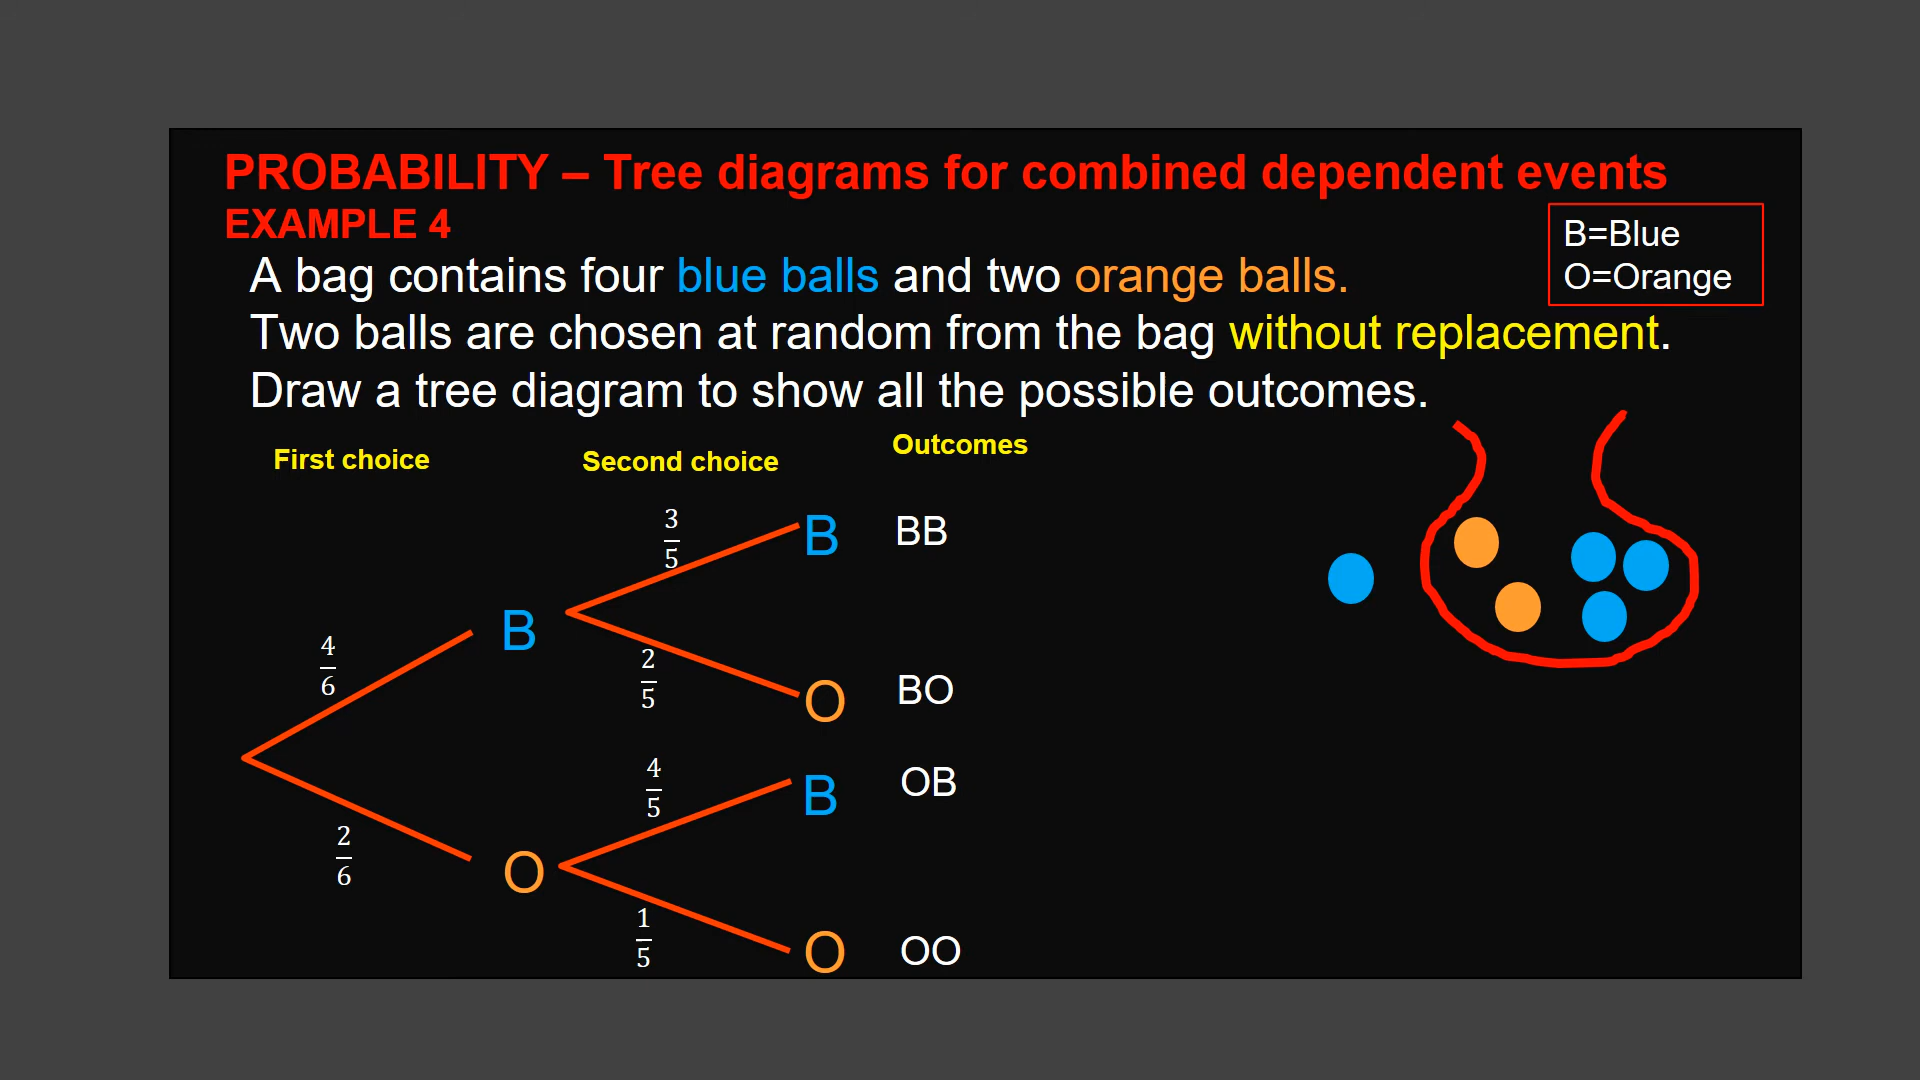 PROBABILITY – Tree diagrams for combined dependent events
EXAMPLE 4
B=Blue
O=Orange
A bag contains four blue balls and two orange balls.
Two balls are chosen at random from the bag without replacement.
Draw a tree diagram to show all the possible outcomes.
First choice
Second choice
Outcomes
3/5
B
BB
4/6
B
2/5
O
BO
4/5
B
OB
2/6
O
1/5
O
OO